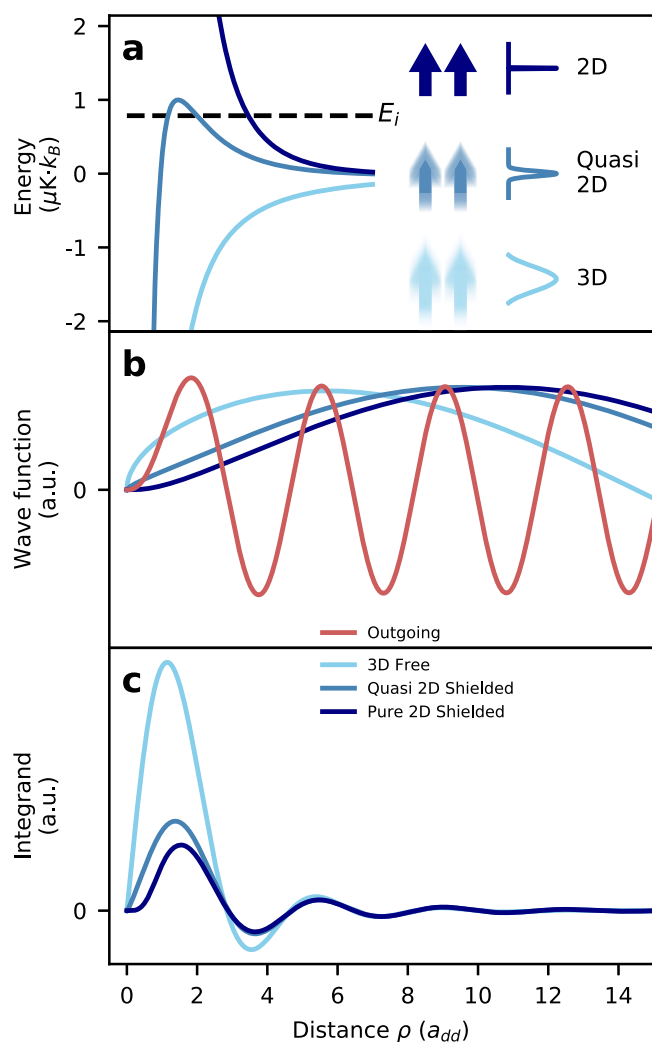 a
2
1
0
-1
-2
Energy
(μK·k_B)
E_i
2D
Quasi
2D
3D
b
0
Wave function
(a.u.)
Outgoing
3D Free
Quasi 2D Shielded
Pure 2D Shielded
c
0
Integrand
(a.u.)
0 2 4 6 8 10 12 14
Distance ρ (a_dd)